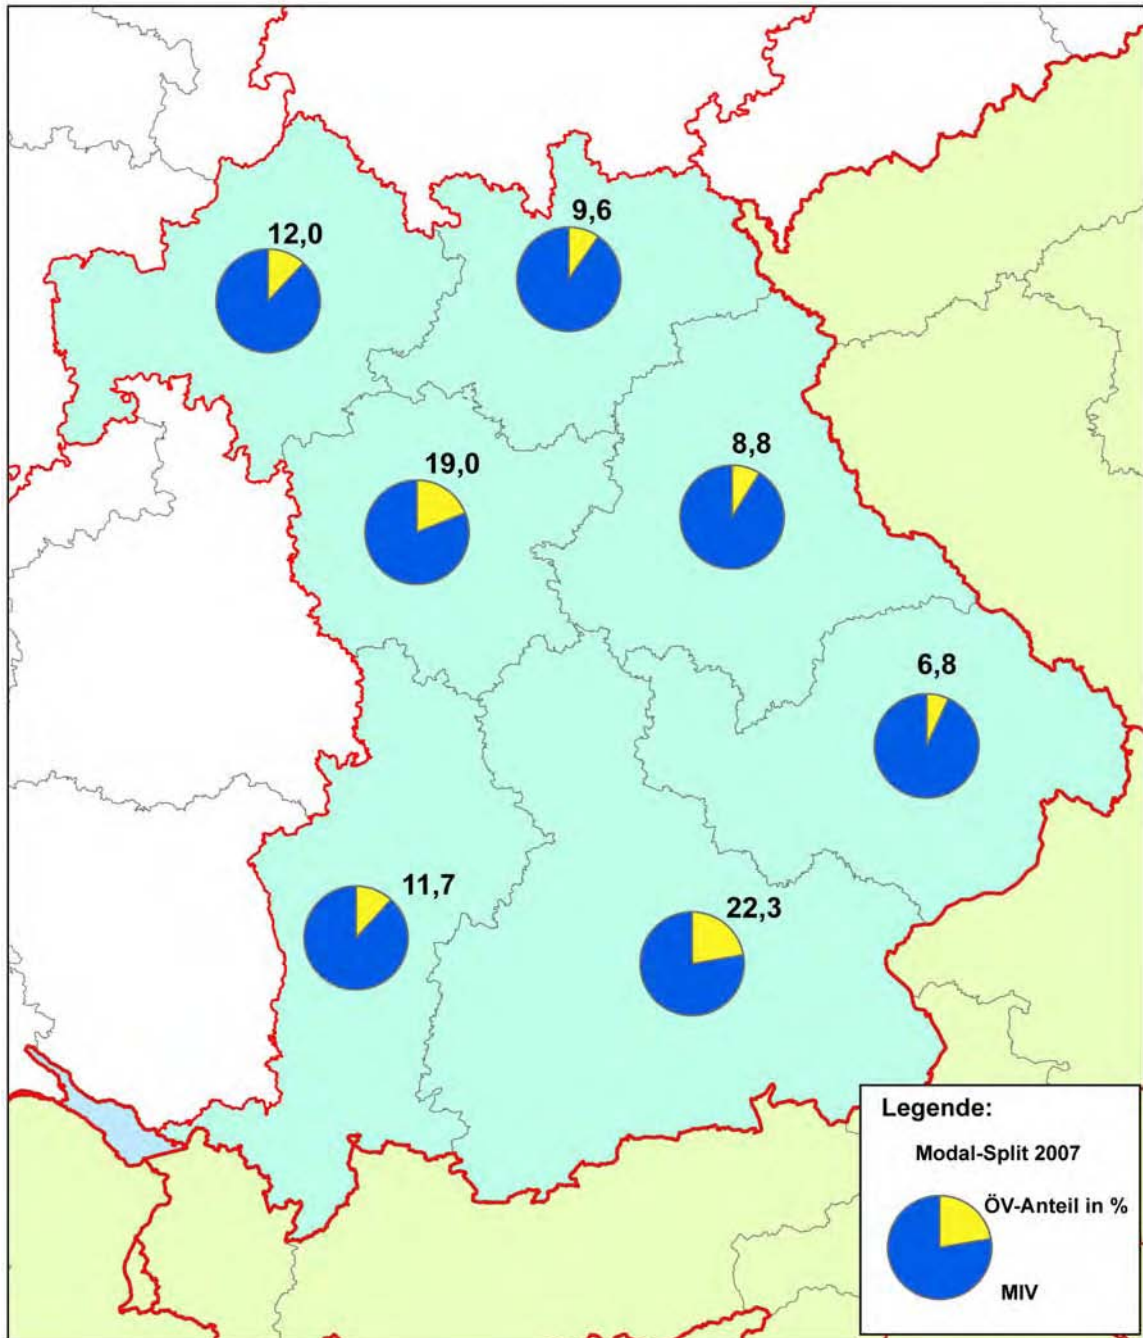 9,6
12,0
8,8
19,0
6,8
11,7
22,3
Legende:
Modal-Split 2007
ÖV-Anteil in %
MIV